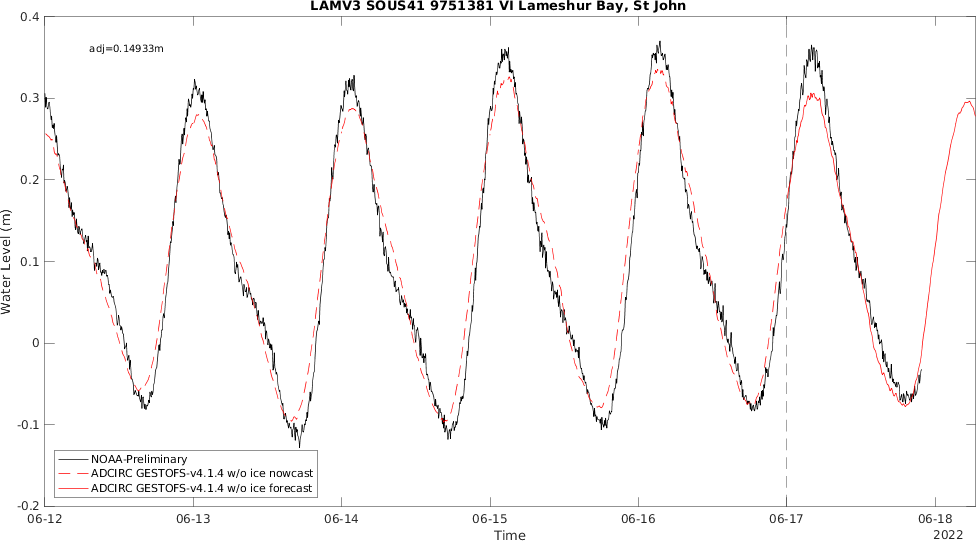 LAMV3 SOUS41 9751381 VI Lameshur Bay, St John
0.4
adj=0.14933m
0.3
0.2
0.1
0
-0.1
-0.2
Water Level (m)
NOAA-Preliminary
ADCIRC GESTOFS-v4.1.4 w/o ice nowcast
ADCIRC GESTOFS-v4.1.4 w/o ice forecast
06-12 06-13 06-14 06-15 06-16 06-17 06-18
Time
2022